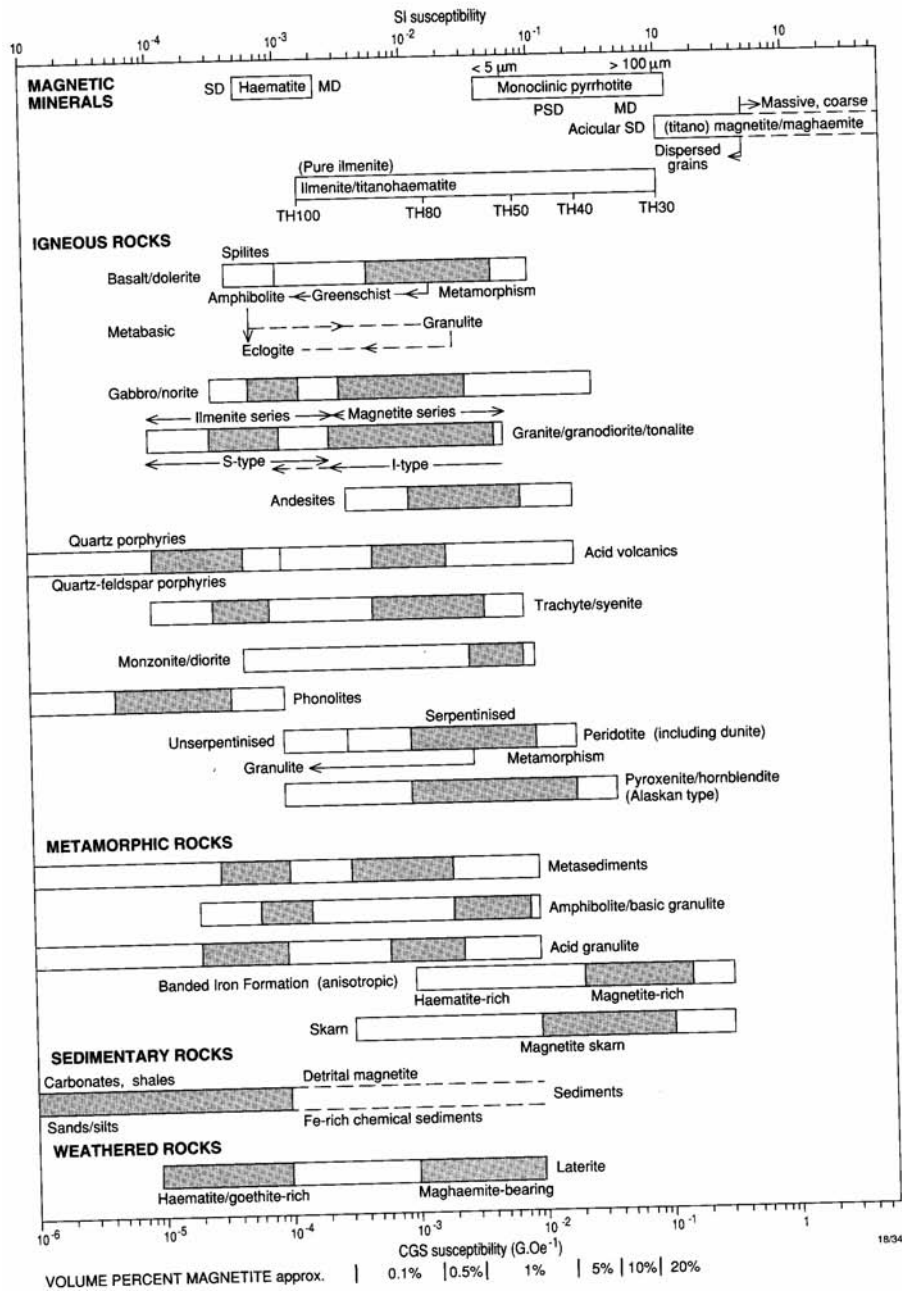 SI susceptibility
10 10⁻⁴ 10⁻³ 10⁻² 10⁻¹ 10 10
MAGNETIC
MINERALS
SD Haematite MD
< 5 µm > 100 µm
Monoclinic pyrrhotite
PSD MD
Massive, coarse
Acicular SD (titano) magnetite/maghaemite
Dispersed
grains
(Pure ilmenite)
Ilmenite/titanohaematite
TH100 TH80 TH50 TH40 TH30
IGNEOUS ROCKS
Spilites
Basalt/dolerite
Amphibolite Greenschist Metamorphism
Metabasic Granulite
Eclogite
Gabbro/norite
Ilmenite series Magnetite series
Granite/granodiorite/tonalite
S-type I-type
Andesites
Quartz porphyries
Acid volcanics
Quartz-feldspar porphyries
Trachyte/syenite
Monzonite/diorite
Phonolites
Serpentinised
Unserpentinised Peridotite (including dunite)
Granulite Metamorphism
Pyroxenite/hornblendite
(Alaskan type)
METAMORPHIC ROCKS
Metasediments
Amphibolite/basic granulite
Acid granulite
Banded Iron Formation (anisotropic)
Haematite-rich Magnetite-rich
Skarn
Magnetite skarn
SEDIMENTARY ROCKS
Carbonates, shales Detrital magnetite
Sediments
Sands/silts Fe-rich chemical sediments
WEATHERED ROCKS
Laterite
Haematite/goethite-rich Maghaemite-bearing
10⁻⁶ 10⁻⁵ 10⁻⁴ 10⁻³ 10⁻² 10⁻¹ 1
CGS susceptibility (G.Oe⁻¹)
18/34
VOLUME PERCENT MAGNETITE approx. | 0.1% | 0.5% | 1% | 5% | 10% | 20%